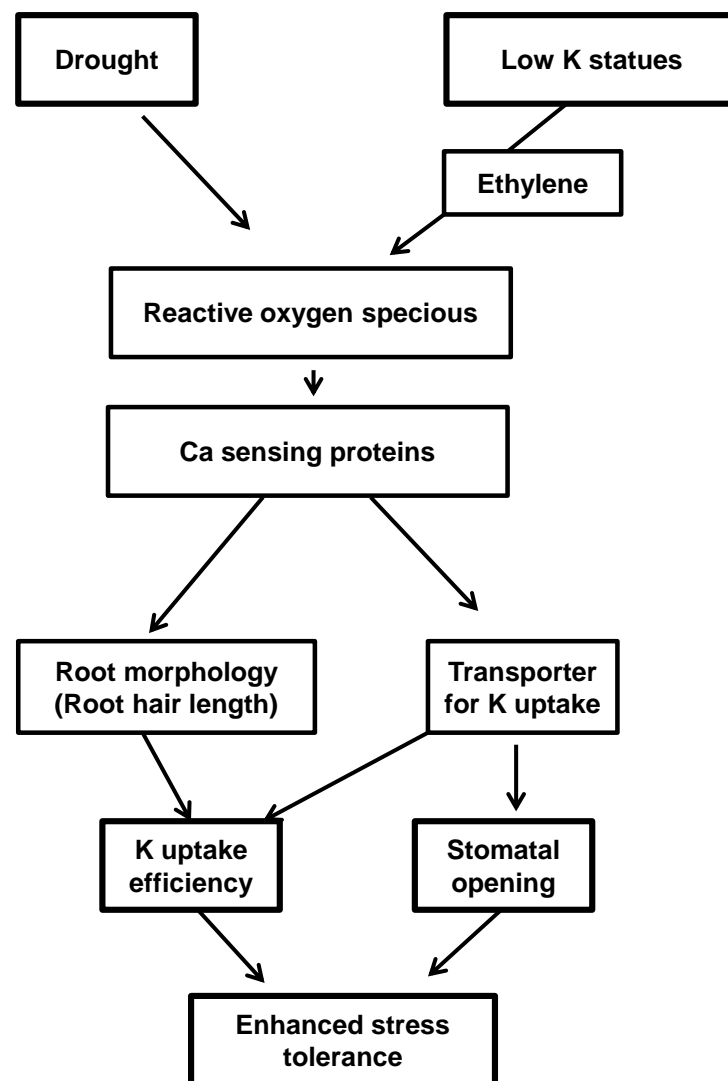 Drought
Low K statues
Ethylene
Reactive oxygen specious
Ca sensing proteins
Root morphology
(Root hair length)
Transporter
for K uptake
K uptake
efficiency
Stomatal
opening
Enhanced stress
tolerance